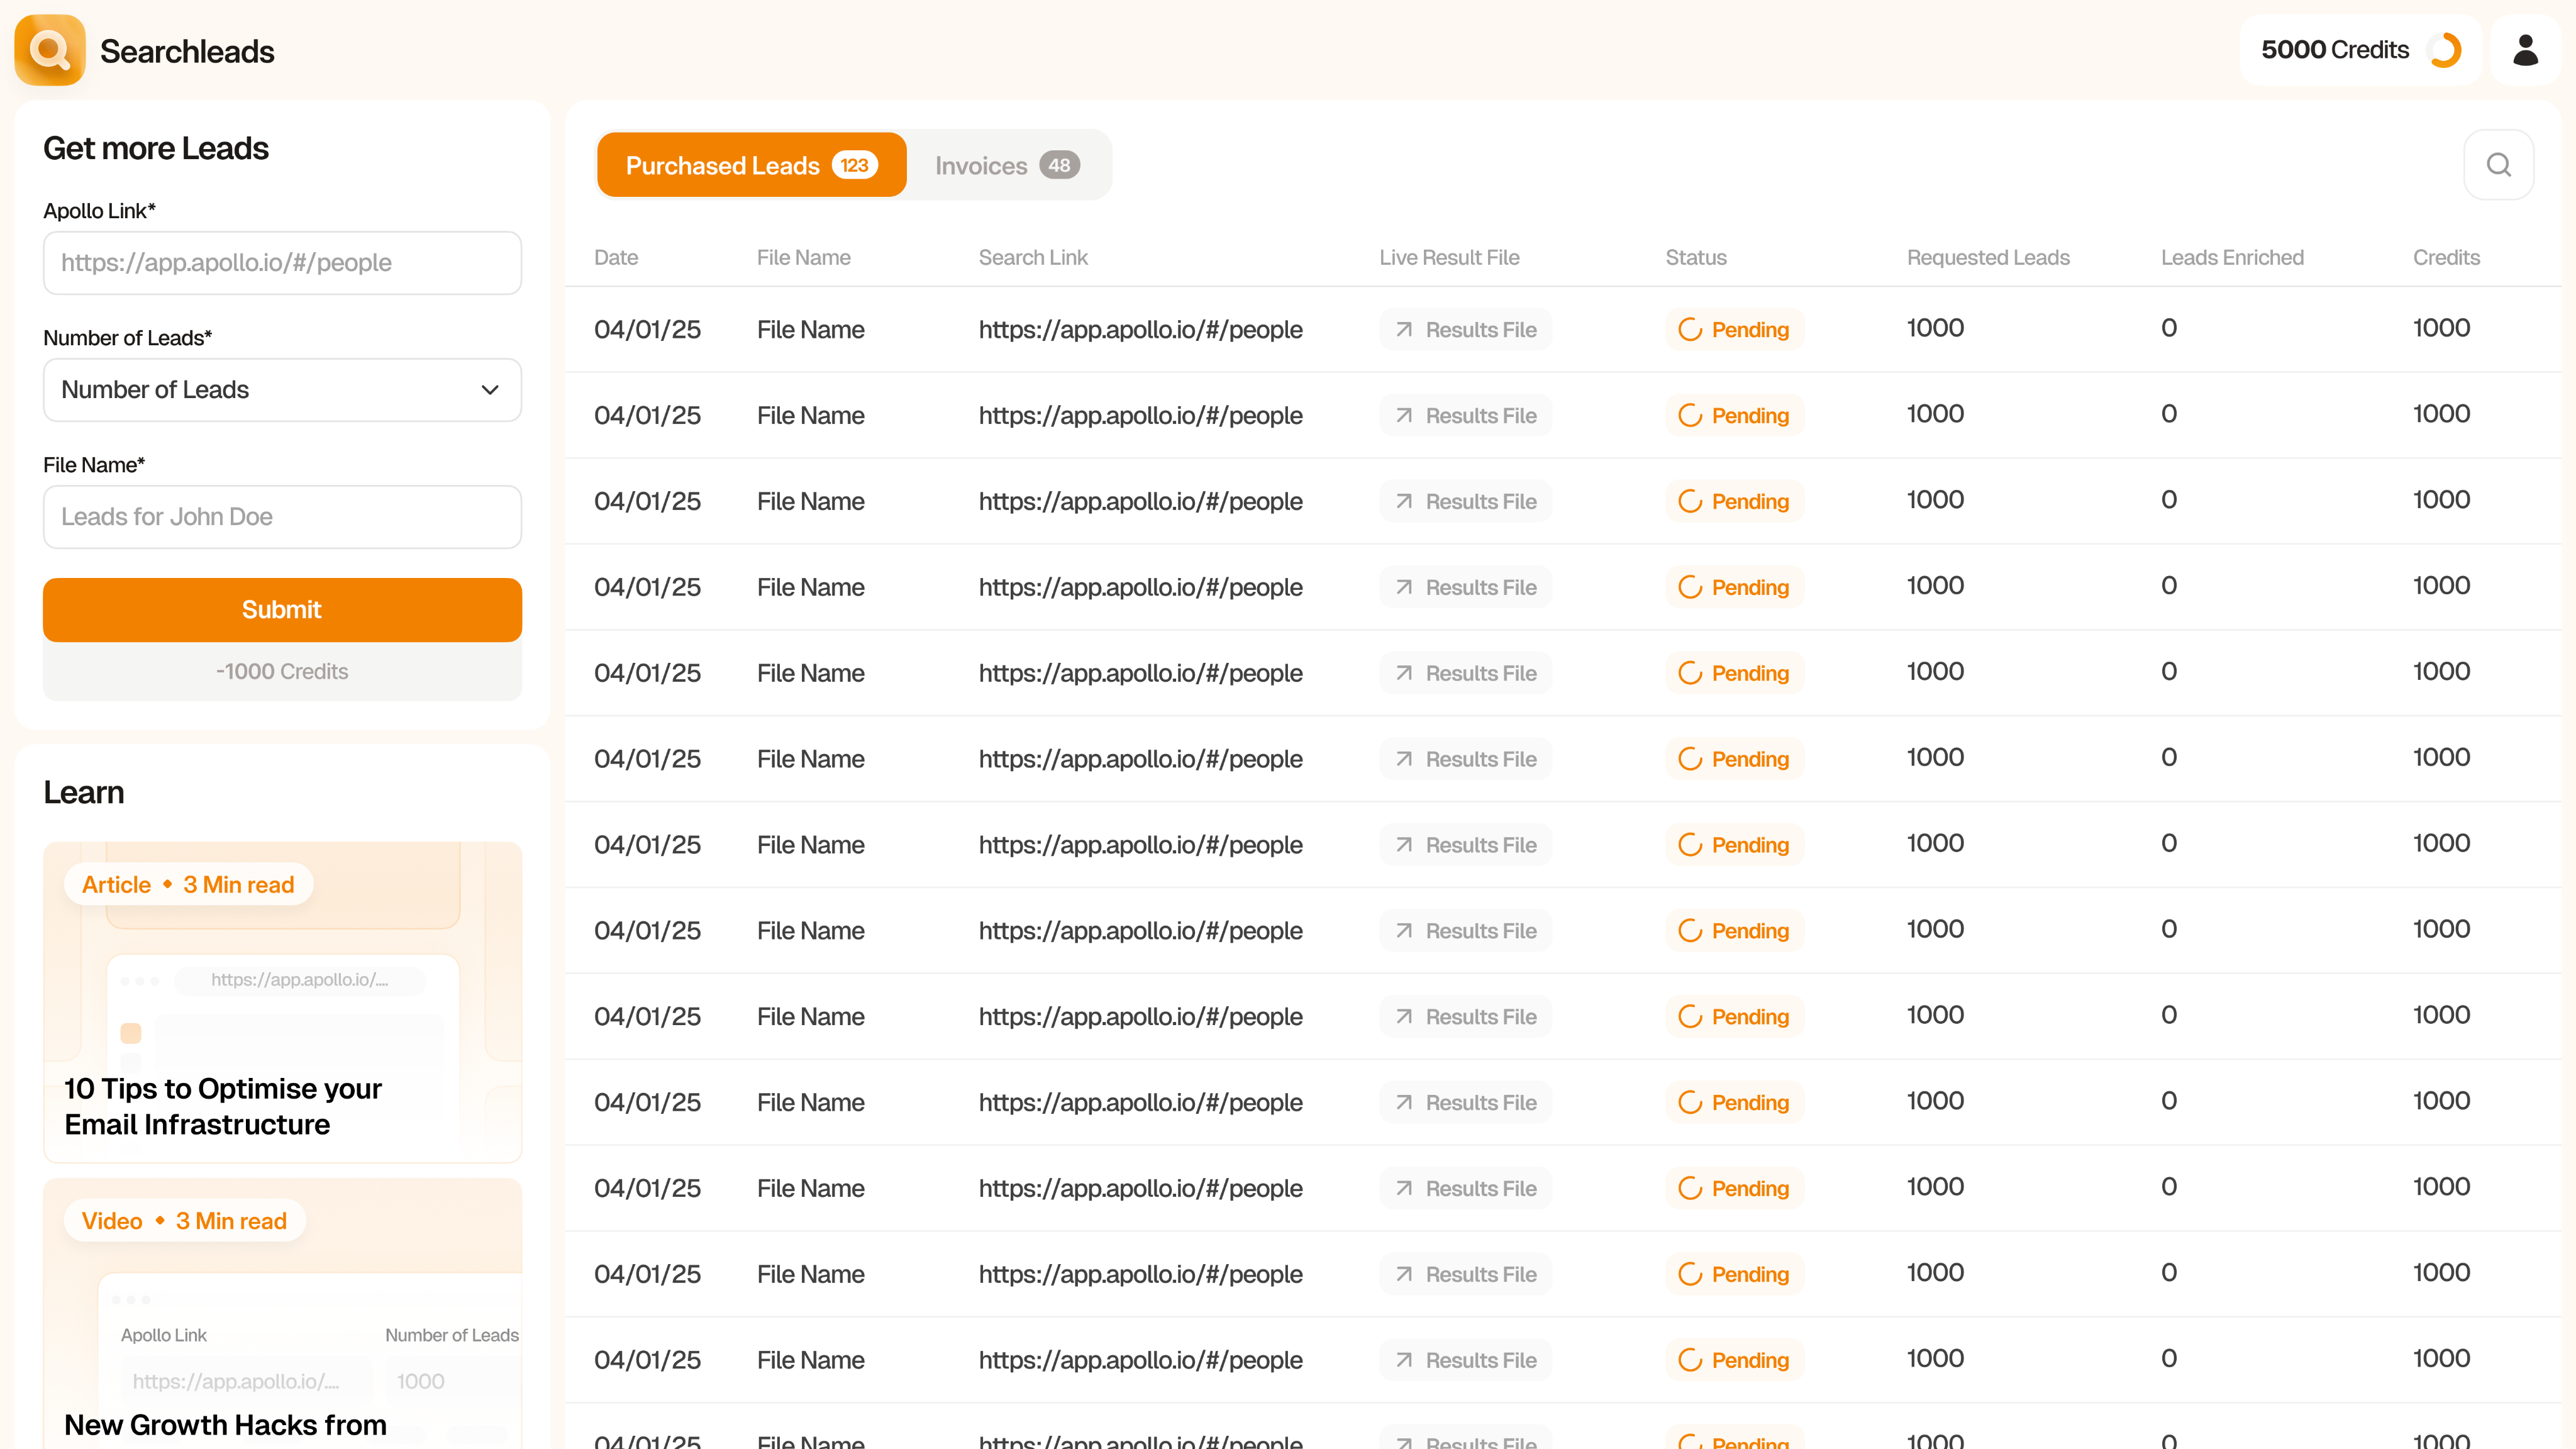 Searchleads
5000 Credits
Get more Leads
Apollo Link*
https://app.apollo.io/#/people
Number of Leads*
Number of Leads
File Name*
Leads for John Doe
Submit
-1000 Credits
Learn
Article • 3 Min read
https://app.apollo.io/....
10 Tips to Optimise your
Email Infrastructure
Video • 3 Min read
Apollo Link Number of Leads
https://app.apollo.io/.... 1000
New Growth Hacks from
Purchased Leads 123 Invoices 48
Date File Name Search Link Live Result File Status Requested Leads Leads Enriched Credits
04/01/25 File Name https://app.apollo.io/#/people Results File Pending 1000 0 1000
04/01/25 File Name https://app.apollo.io/#/people Results File Pending 1000 0 1000
04/01/25 File Name https://app.apollo.io/#/people Results File Pending 1000 0 1000
04/01/25 File Name https://app.apollo.io/#/people Results File Pending 1000 0 1000
04/01/25 File Name https://app.apollo.io/#/people Results File Pending 1000 0 1000
04/01/25 File Name https://app.apollo.io/#/people Results File Pending 1000 0 1000
04/01/25 File Name https://app.apollo.io/#/people Results File Pending 1000 0 1000
04/01/25 File Name https://app.apollo.io/#/people Results File Pending 1000 0 1000
04/01/25 File Name https://app.apollo.io/#/people Results File Pending 1000 0 1000
04/01/25 File Name https://app.apollo.io/#/people Results File Pending 1000 0 1000
04/01/25 File Name https://app.apollo.io/#/people Results File Pending 1000 0 1000
04/01/25 File Name https://app.apollo.io/#/people Results File Pending 1000 0 1000
04/01/25 File Name https://app.apollo.io/#/people Results File Pending 1000 0 1000
04/01/25 File Name https://app.apollo.io/#/people Results File Pending 1000 0 1000